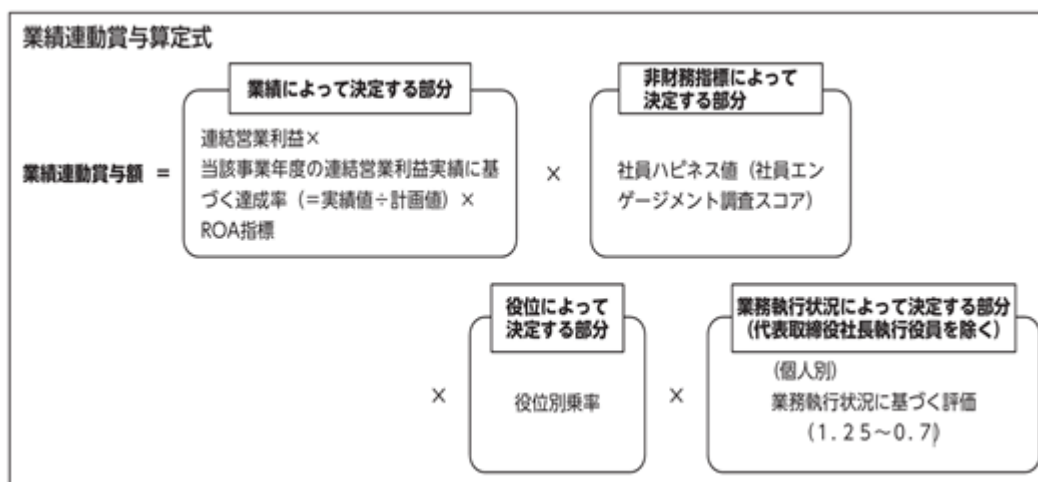 業績連動賞与算定式
業績によって決定する部分
非財務指標によって
決定する部分
業績連動賞与額 =
連結営業利益×
当該事業年度の連結営業利益実績に基
づく達成率(=実績値÷計画値)×
ROA指標
×
社員ハピネス値(社員エン
ゲージメント調査スコア)
役位によって
決定する部分
業務執行状況によって決定する部分
(代表取締役社長執行役員を除く)
×
役位別乗率
×
(個人別)
業務執行状況に基づく評価
(1.25~0.7)